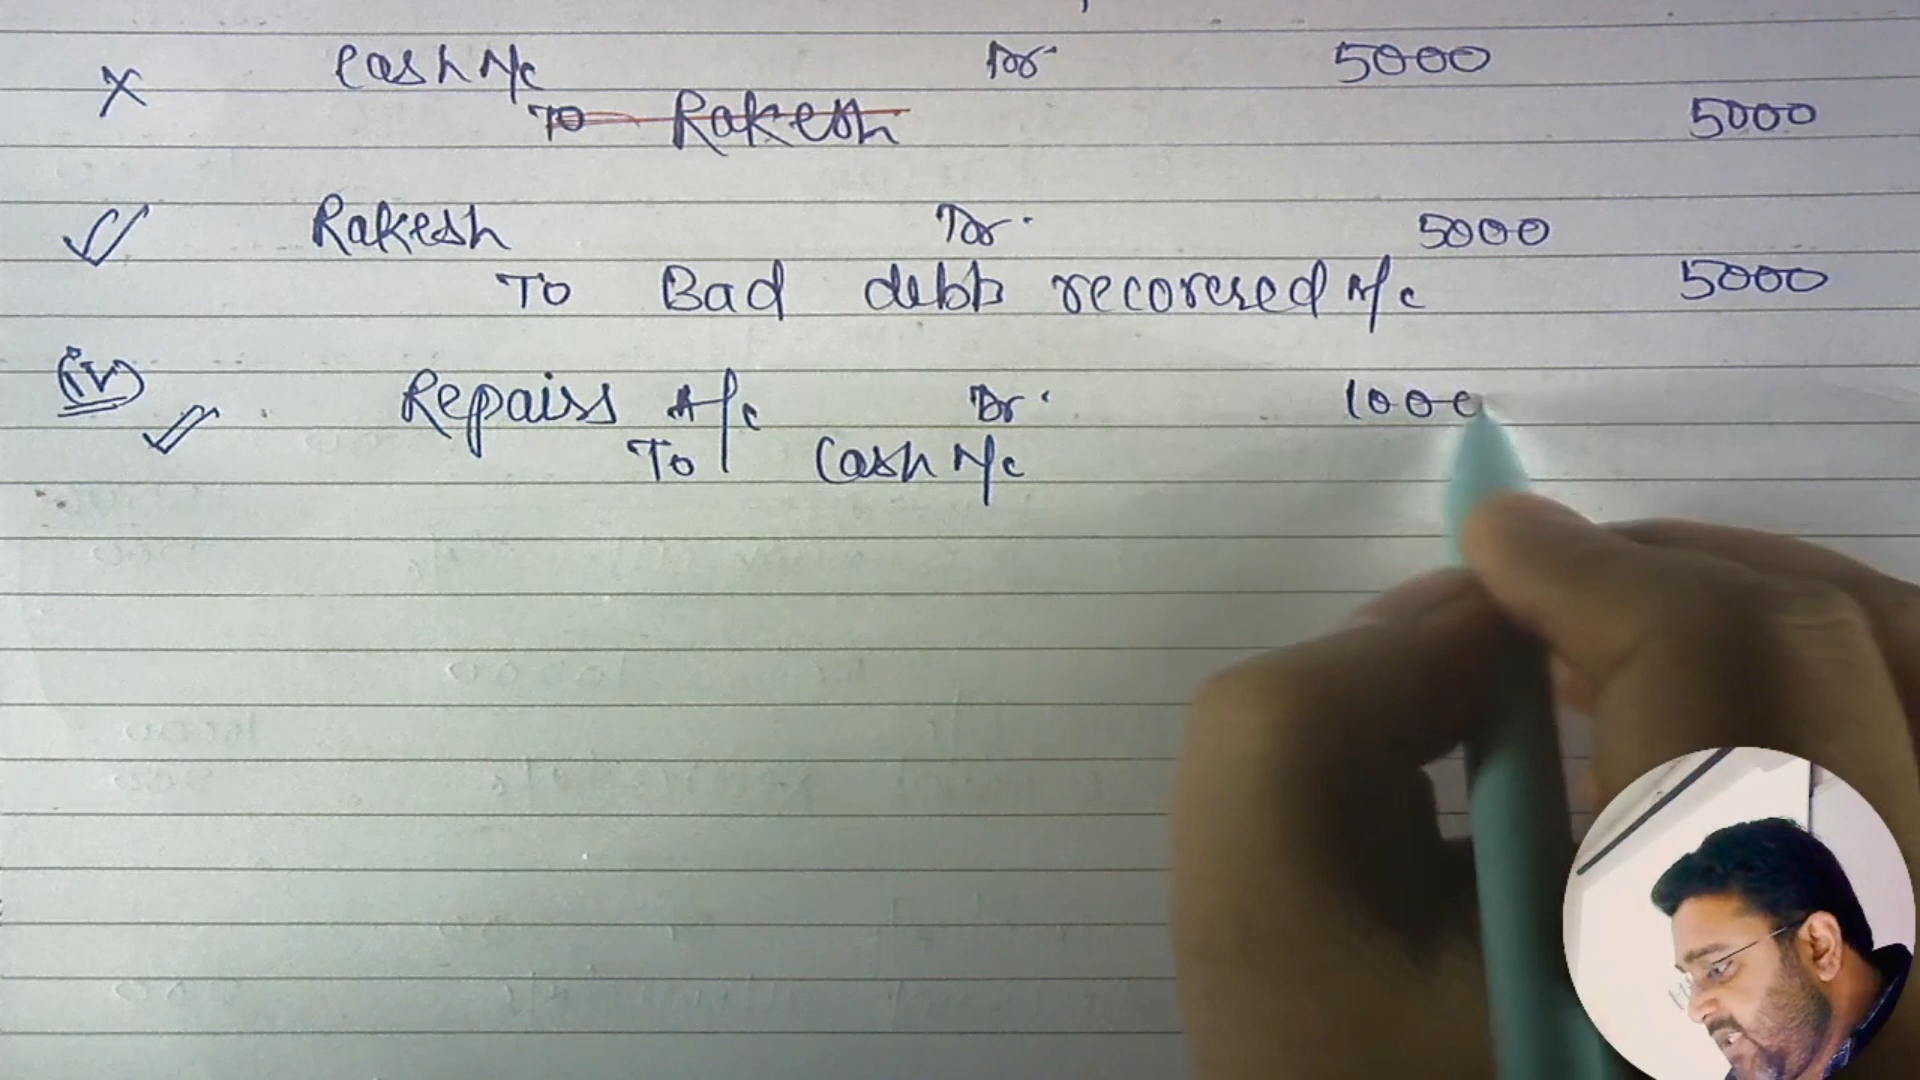 X Cash A/c Dr. 5000
To Rakesh 5000
Rakesh Dr. 5000
To Bad debts recovered A/c 5000
(iv) Repairs A/c Dr. 1000
To Cash A/c